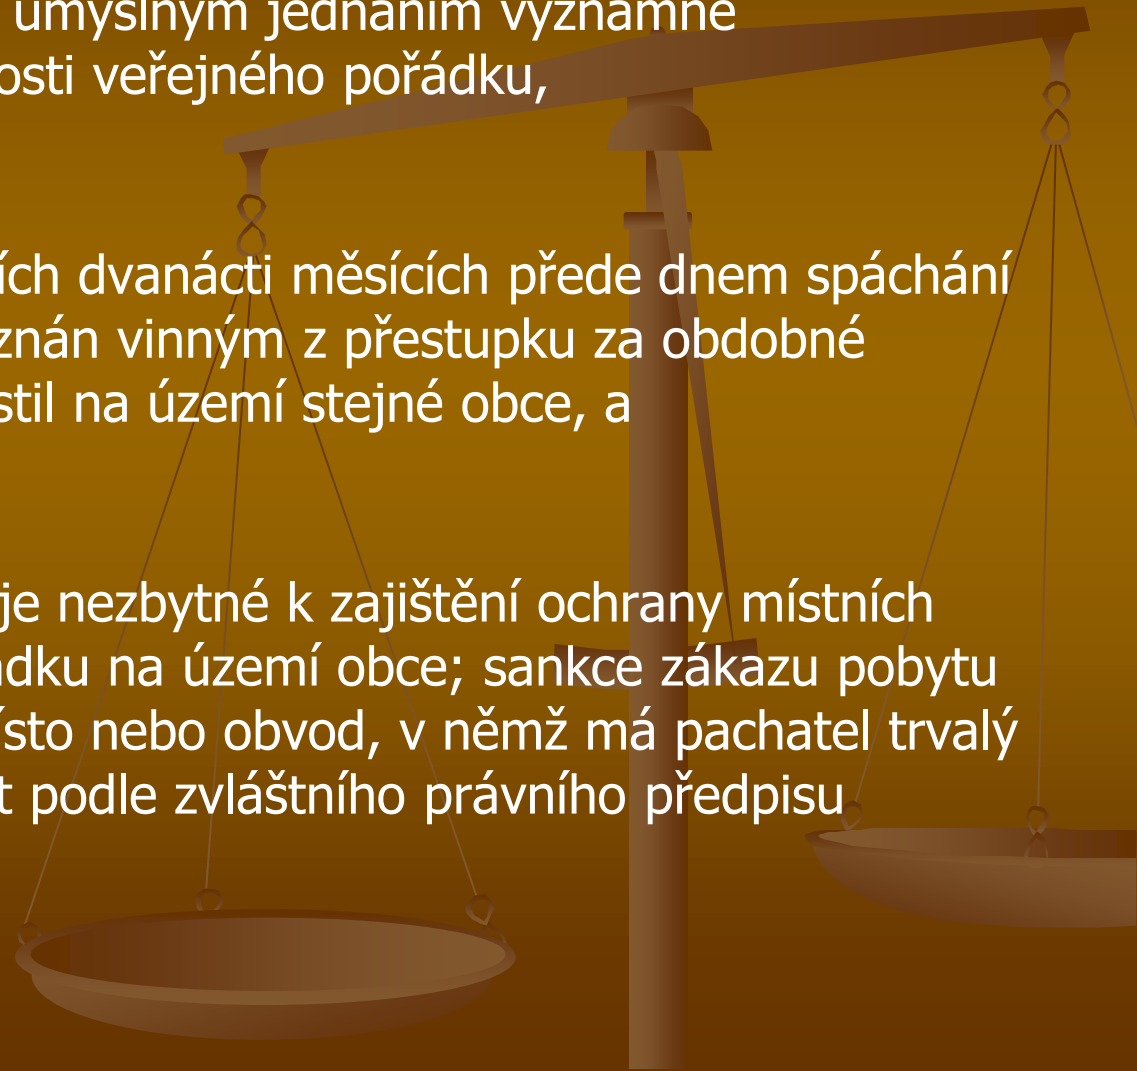 úmyslným jednáním významně
osti veřejného pořádku,
ích dvanácti měsících přede dnem spáchání
znán vinným z přestupku za obdobné
stil na území stejné obce, a
je nezbytné k zajištění ochrany místních
ádku na území obce; sankce zákazu pobytu
ísto nebo obvod, v němž má pachatel trvalý
t podle zvláštního právního předpisu